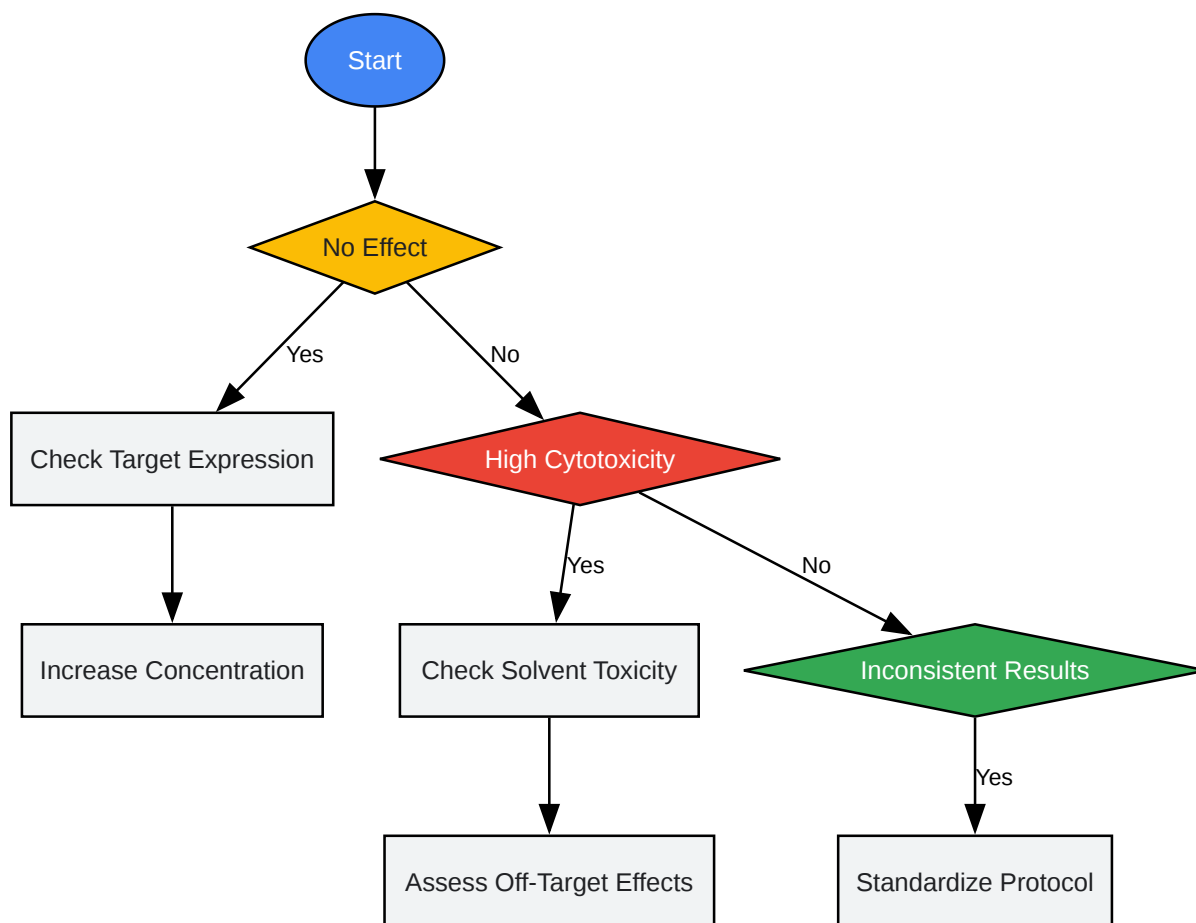 Start
No Effect
Yes
No
Check Target Expression
High Cytotoxicity
Yes
No
Increase Concentration
Check Solvent Toxicity
Inconsistent Results
Yes
Assess Off-Target Effects
Standardize Protocol